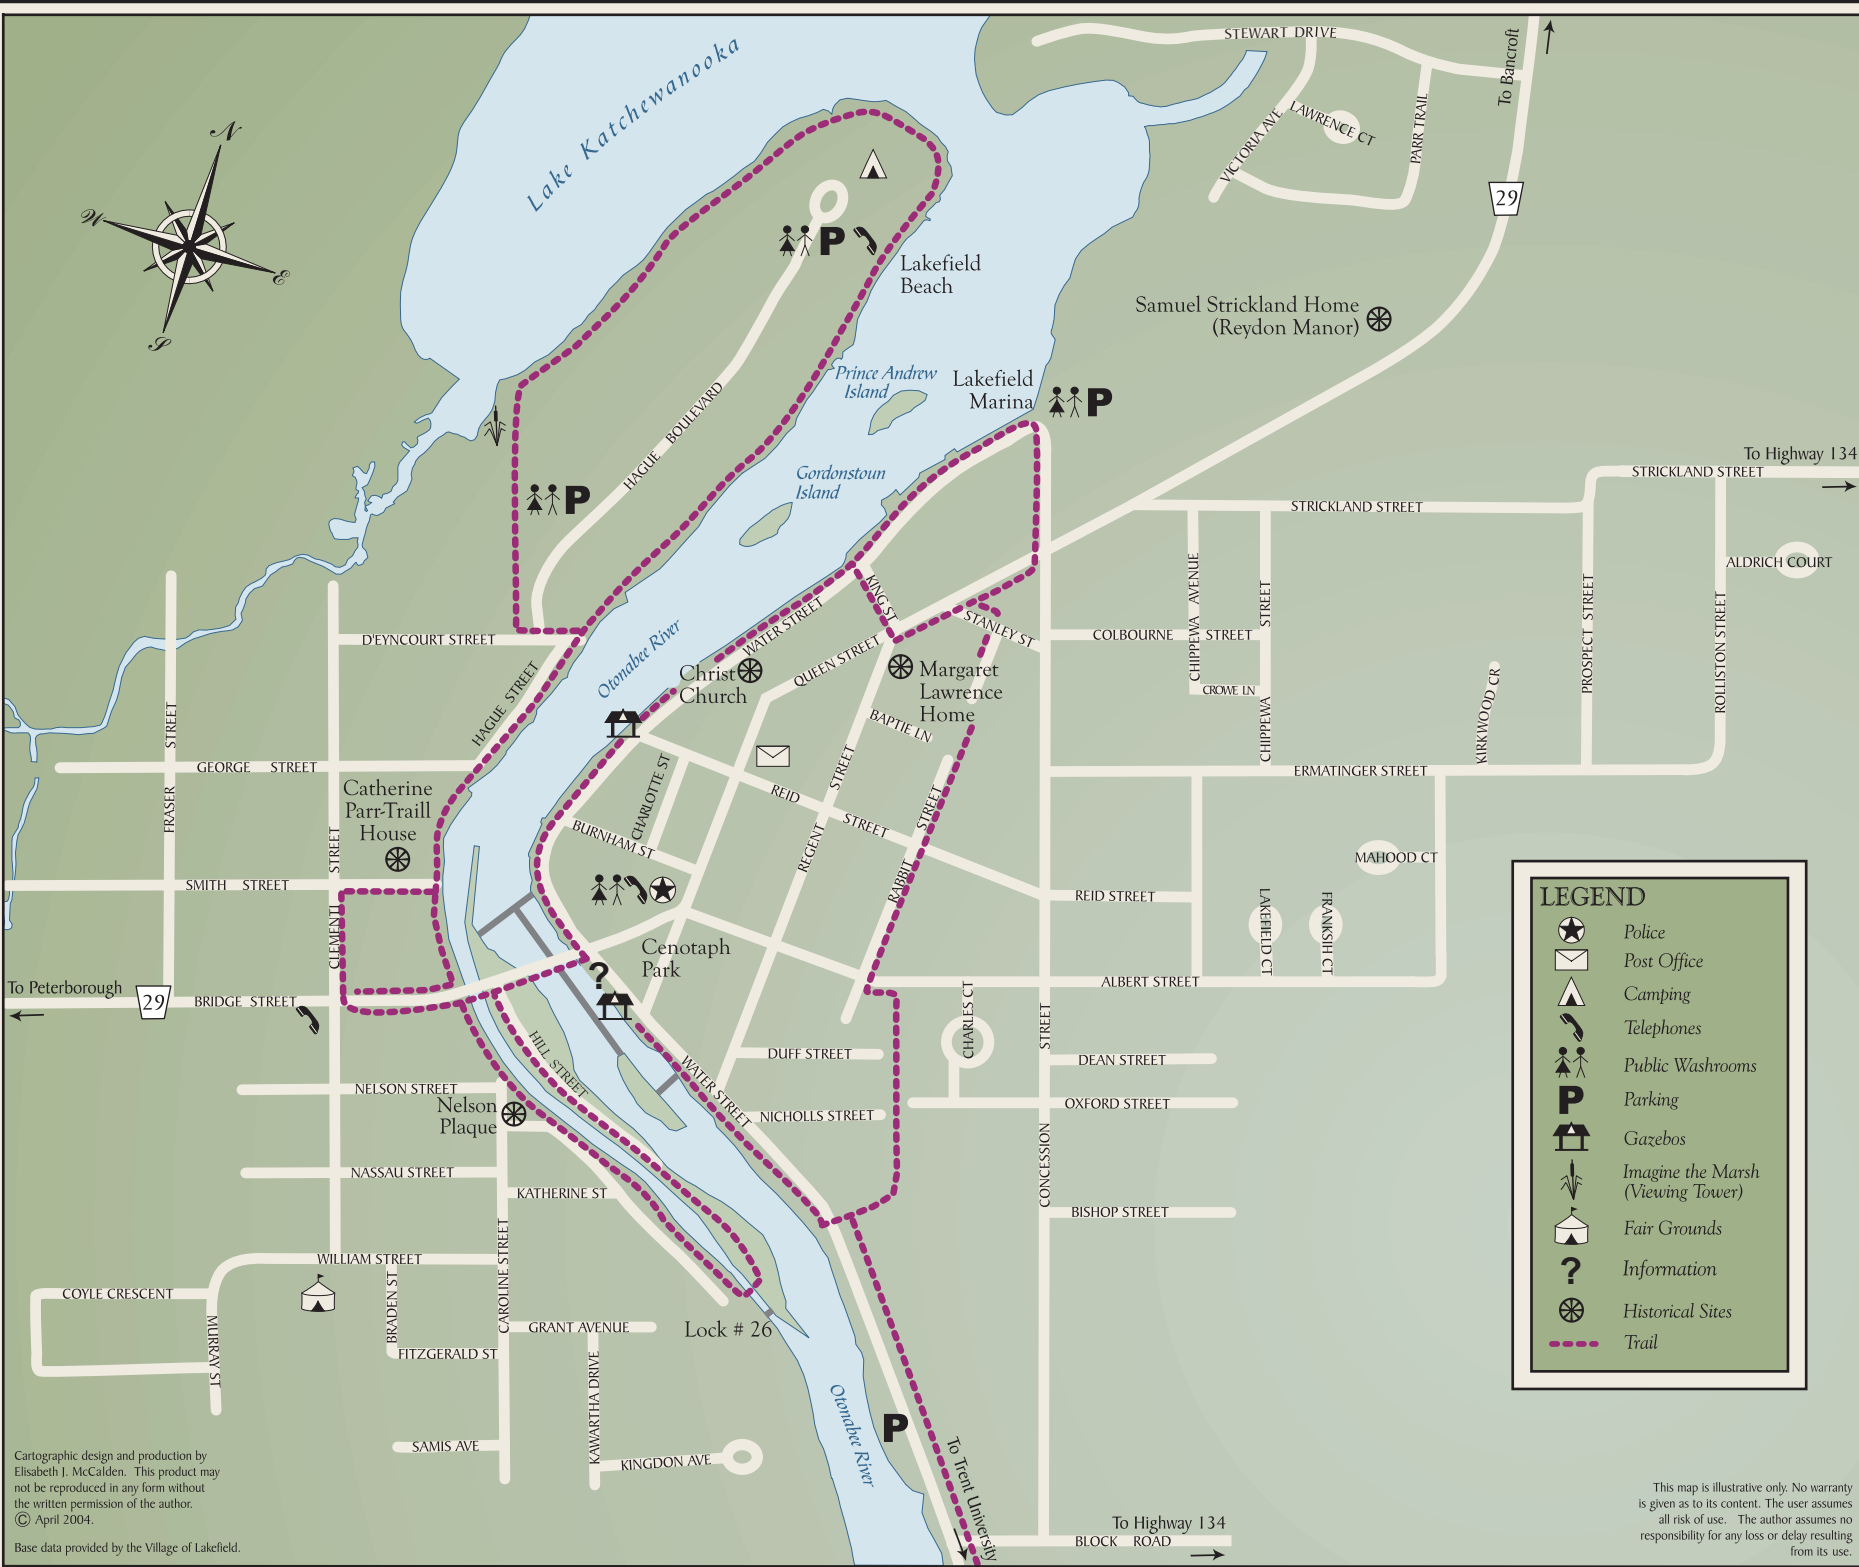 Lake Katchewanooka
STEWART DRIVE
To Bancroft
LAWRENCE CT
VICTORIA AVE
PARR TRAIL
29
N
W
E
S
Lakefield
Beach
P
Samuel Strickland Home
(Reydon Manor)
Prince Andrew
Island
Lakefield
Marina
P
HAGUE BOULEVARD
P
Gordonstoun
Island
To Highway 134
STRICKLAND STREET
STRICKLAND STREET
ALDRICH COURT
CHIPPEWA AVENUE
CHIPPEWA STREET
PROSPECT STREET
ROLLISTON STREET
KING ST
WATER STREET
STANLEY ST
COLBOURNE STREET
D'EYNCOURT STREET
Otonabee River
QUEEN STREET
Christ
Church
Margaret
Lawrence
Home
CROWE LN
KIRKWOOD CR
HAGUE STREET
BAPTIE LN
FRASER STREET
GEORGE STREET
ERMATINGER STREET
Catherine
Parr-Traill
House
CHARLOTTE ST
REID STREET
REGENT STREET
RABBIT STREET
BURNHAM ST
MAHOOD CT
SMITH STREET
REID STREET
LAKEFIELD CT
FRANKSIH CT
CLEMENTI STREET
Cenotaph
Park
?
To Peterborough
29
BRIDGE STREET
ALBERT STREET
CHARLES CT
HILL STREET
DUFF STREET
CONCESSION STREET
DEAN STREET
NELSON STREET
Nelson
Plaque
WATER STREET
NICHOLLS STREET
OXFORD STREET
NASSAU STREET
KATHERINE ST
BISHOP STREET
WILLIAM STREET
CAROLINE STREET
COYLE CRESCENT
MURRAY ST
BRADEN ST
FITZGERALD ST
GRANT AVENUE
Lock # 26
KAWARTHA DRIVE
Otonabee River
P
SAMIS AVE
KINGDON AVE
To Trent University
To Highway 134
BLOCK ROAD
LEGEND
Police
Post Office
Camping
Telephones
Public Washrooms
P Parking
Gazebos
Imagine the Marsh
(Viewing Tower)
Fair Grounds
? Information
Historical Sites
Trail
Cartographic design and production by
Elisabeth J. McCalden. This product may
not be reproduced in any form without
the written permission of the author.
© April 2004.
Base data provided by the Village of Lakefield.
This map is illustrative only. No warranty
is given as to its content. The user assumes
all risk of use. The author assumes no
responsibility for any loss or delay resulting
from its use.